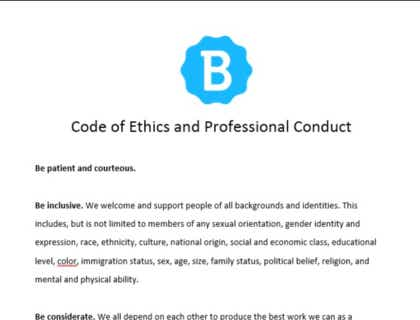 B
Code of Ethics and Professional Conduct
Be patient and courteous.
Be inclusive. We welcome and support people of all backgrounds and identities. This
includes, but is not limited to members of any sexual orientation, gender identity and
expression, race, ethnicity, culture, national origin, social and economic class, educational
level, color, immigration status, sex, age, size, family status, political belief, religion, and
mental and physical ability.
Be considerate. We all depend on each other to produce the best work we can as a